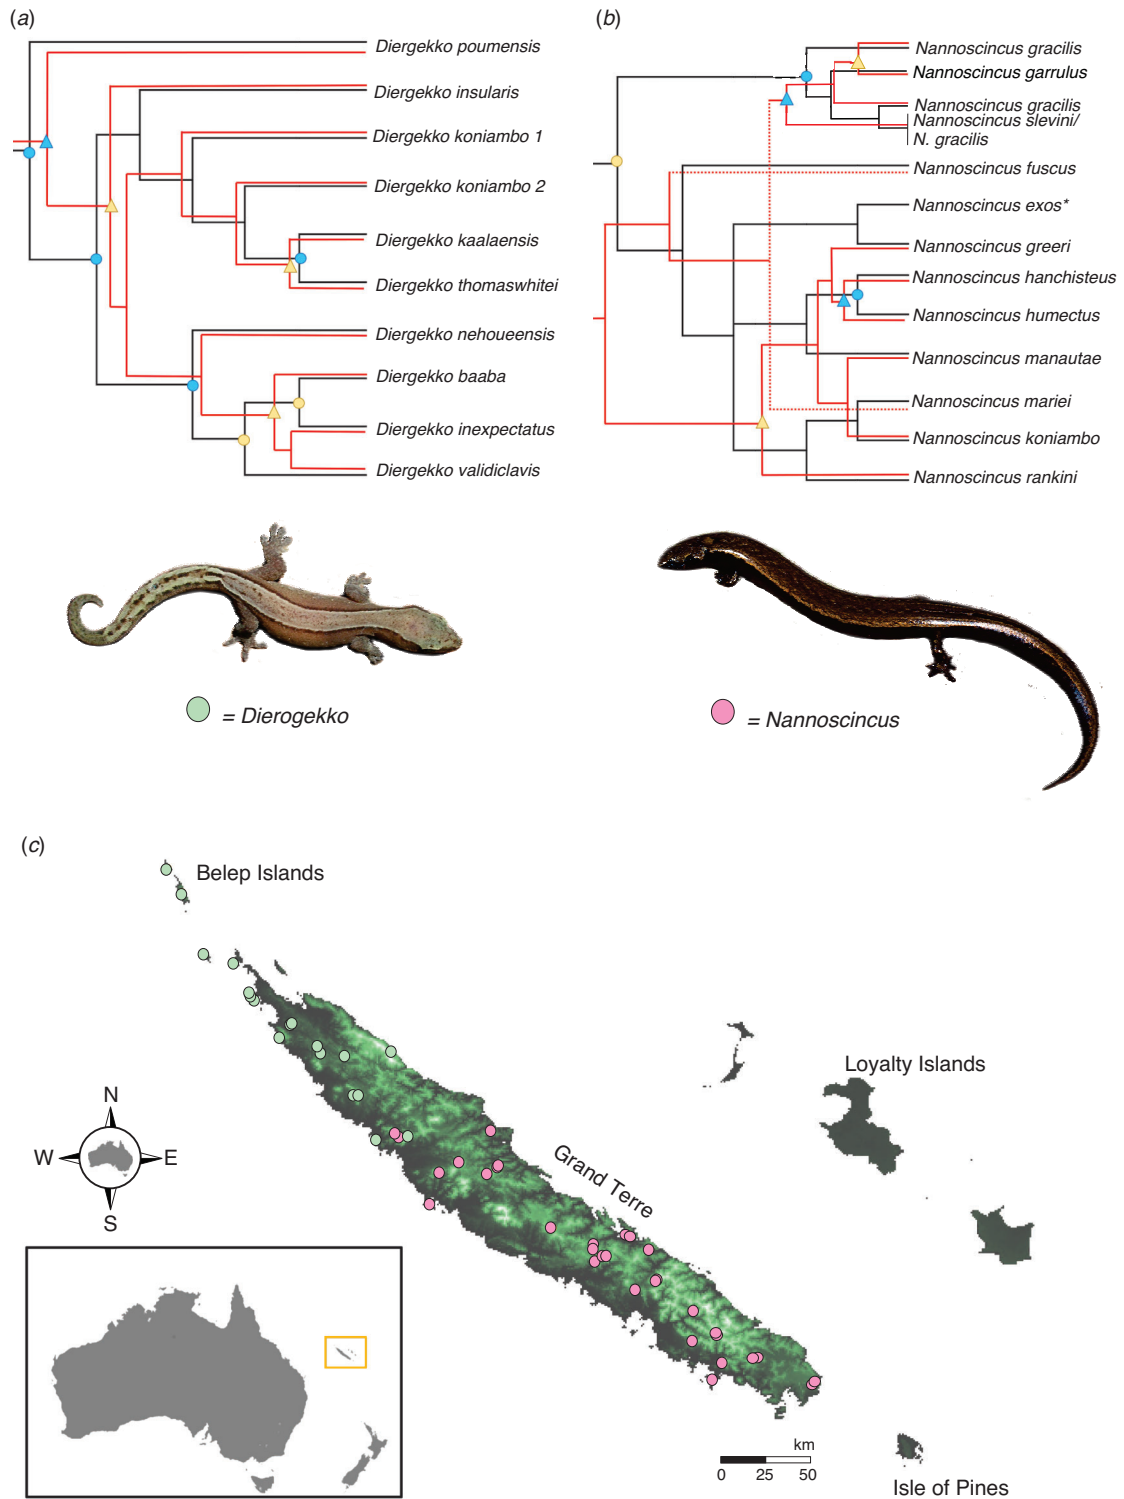 (a)
Diergekko poumensis
Diergekko insularis
Diergekko koniambo 1
Diergekko koniambo 2
Diergekko kaalaensis
Diergekko thomaswhitei
Diergekko nehoueensis
Diergekko baaba
Diergekko inexpectatus
Diergekko validiclavis
= Dierogekko
(b)
Nannoscincus gracilis
Nannoscincus garrulus
Nannoscincus gracilis
Nannoscincus slevini/
N. gracilis
Nannoscincus fuscus
Nannoscincus exos*
Nannoscincus greeri
Nannoscincus hanchisteus
Nannoscincus humectus
Nannoscincus manautae
Nannoscincus mariei
Nannoscincus koniambo
Nannoscincus rankini
= Nannoscincus
(c)
Belep Islands
Loyalty Islands
Grand Terre
N
W E
S
km
0 25 50
Isle of Pines